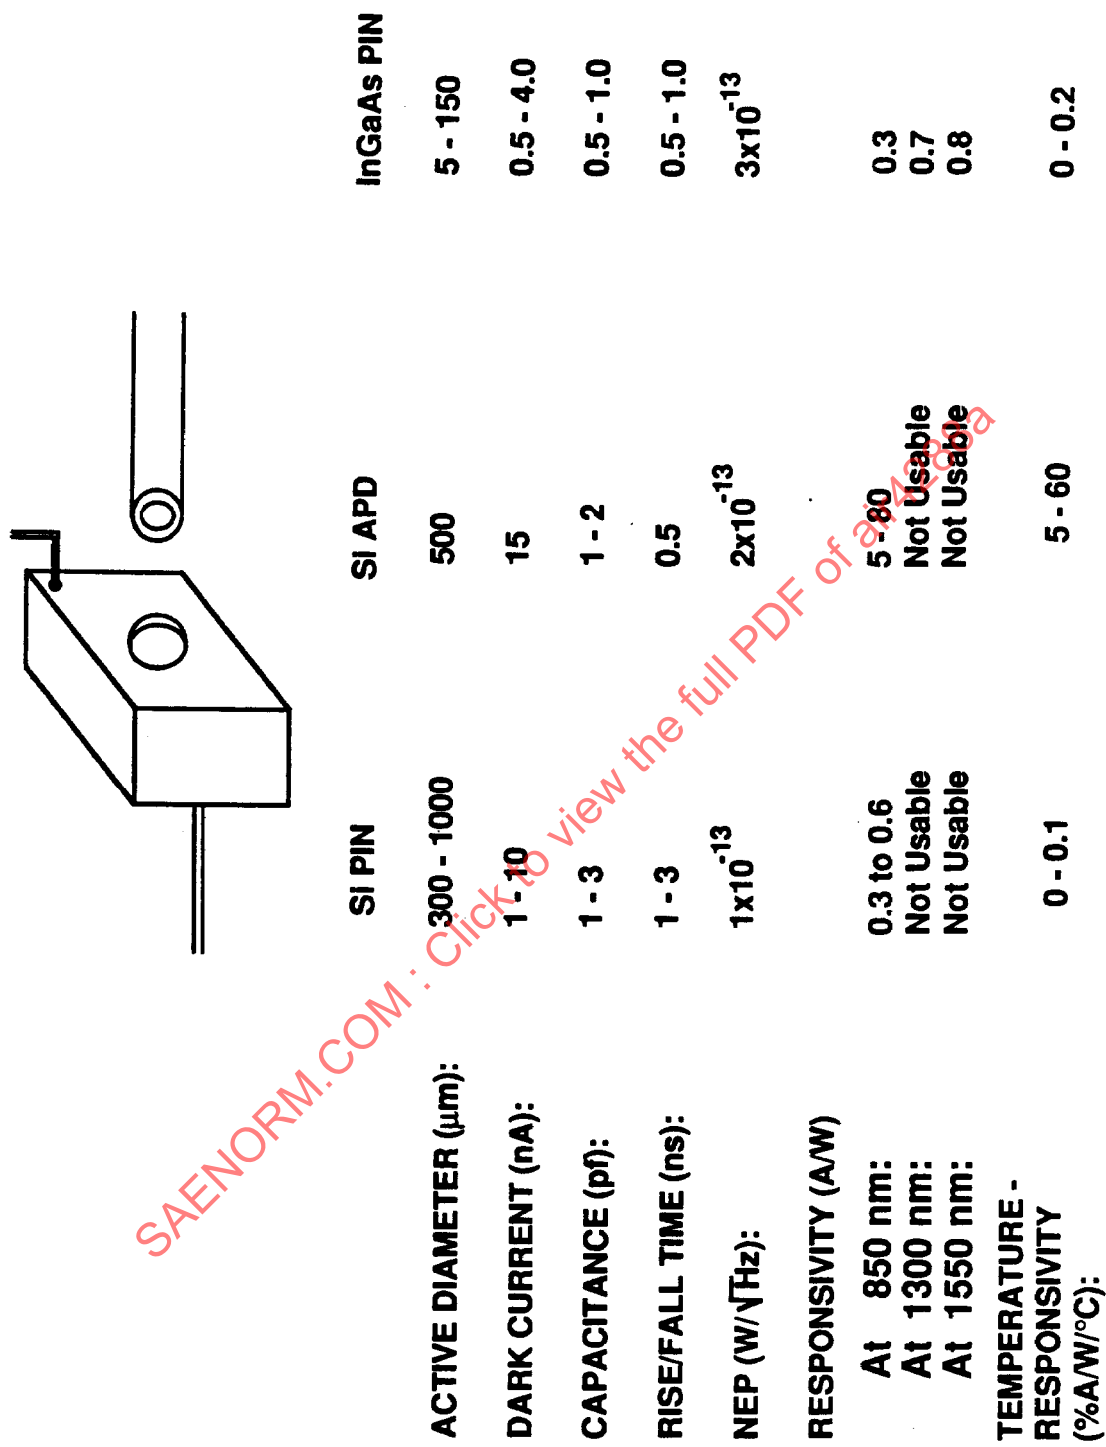 SI PIN SI APD InGaAs PIN
ACTIVE DIAMETER (μm): 300 - 1000 500 5 - 150
DARK CURRENT (nA): 1 - 10 15 0.5 - 4.0
CAPACITANCE (pf): 1 - 3 1 - 2 0.5 - 1.0
RISE/FALL TIME (ns): 1 - 3 0.5 0.5 - 1.0
NEP (W/√Hz): 1x10⁻¹³ 2x10⁻¹³ 3x10⁻¹³
RESPONSIVITY (A/W)
At 850 nm: 0.3 to 0.6 5 - 80 0.3
At 1300 nm: Not Usable Not Usable 0.7
At 1550 nm: Not Usable Not Usable 0.8
TEMPERATURE -
RESPONSIVITY 0 - 0.1 5 - 60 0 - 0.2
(%A/W/°C):
SAENORM.COM : Click to view the full PDF of air4288a